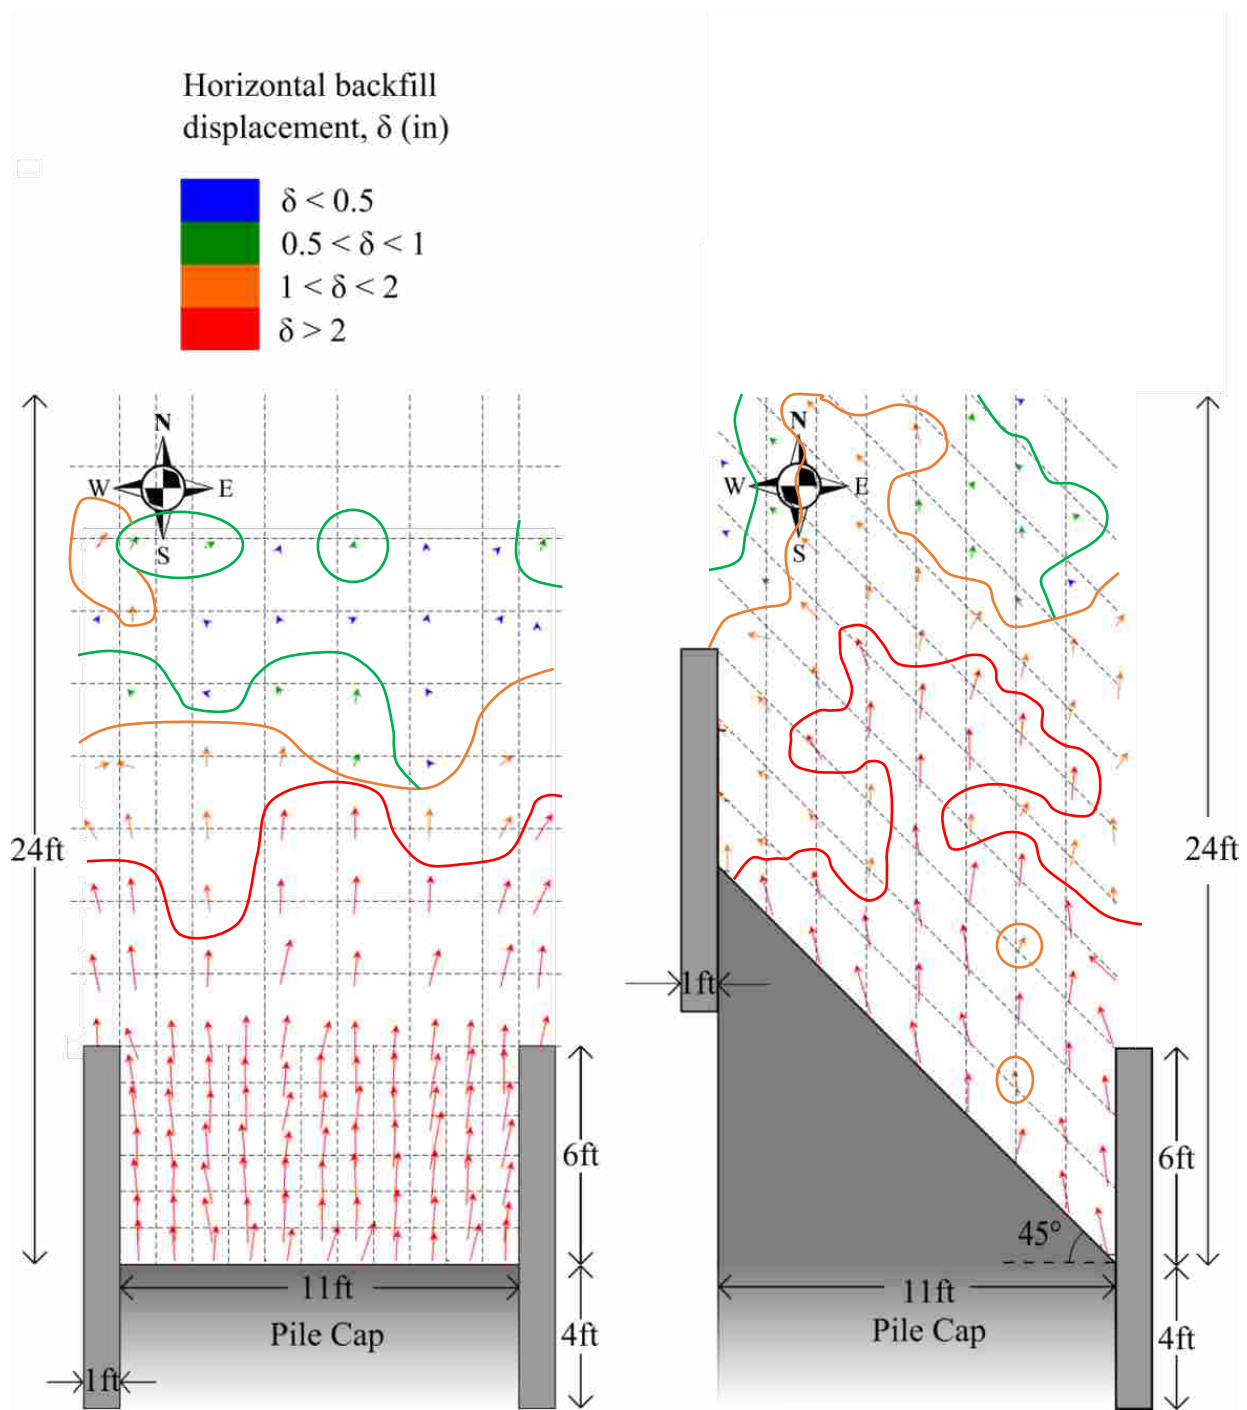 Horizontal backfill
displacement, δ (in)
δ < 0.5
0.5 < δ < 1
1 < δ < 2
δ > 2
N
W E
S
N
W E
S
24ft
24ft
1ft
6ft
6ft
45°
11ft
11ft
Pile Cap
Pile Cap
4ft
4ft
1ft